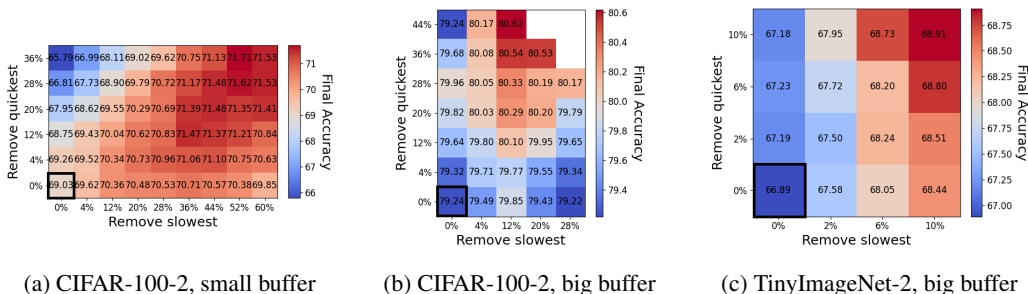 36% 65.79 66.99 68.11 69.02 69.62 70.75 71.13 71.71 71.53
28% 66.81 67.73 68.90 69.79 70.72 71.17 71.48 71.62 71.53
20% 67.95 68.62 69.55 70.29 70.69 71.39 71.48 71.35 71.41
12% 68.75 69.43 70.04 70.62 70.83 71.47 71.37 71.21 70.84
4% 69.26 69.52 70.34 70.73 70.96 71.06 71.10 70.75 70.63
0% 69.03 69.62 70.36 70.48 70.53 70.71 70.57 70.38 69.85
0% 4% 12% 20% 28% 36% 44% 52% 60%
Remove slowest
Remove quickest
71
70
69
68
67
66
Final Accuracy
44% 79.24 80.17 80.62
36% 79.68 80.08 80.54 80.53
28% 79.96 80.05 80.33 80.19 80.17
20% 79.82 80.03 80.29 80.20 79.79
12% 79.64 79.80 80.10 79.95 79.65
4% 79.32 79.71 79.77 79.55 79.34
0% 79.24 79.49 79.85 79.43 79.22
0% 4% 12% 20% 28%
Remove slowest
Remove quickest
80.6
80.4
80.2
80.0
79.8
79.6
79.4
Final Accuracy
10% 67.18 67.95 68.73 68.91
6% 67.23 67.72 68.20 68.80
2% 67.19 67.50 68.24 68.51
0% 66.89 67.58 68.05 68.44
0% 2% 6% 10%
Remove slowest
Remove quickest
68.75
68.50
68.25
68.00
67.75
67.50
67.25
67.00
Final Accuracy
(a) CIFAR-100-2, small buffer
(b) CIFAR-100-2, big buffer
(c) TinyImageNet-2, big buffer